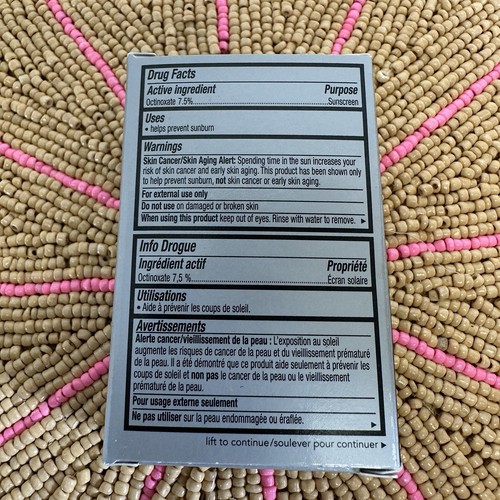 Drug Facts
Active ingredient Purpose
Octinoxate 7.5%..........Sunscreen
Uses
• helps prevent sunburn
Warnings
Skin Cancer/Skin Aging Alert: Spending time in the sun increases your
risk of skin cancer and early skin aging. This product has been shown only
to help prevent sunburn, not skin cancer or early skin aging.
For external use only
Do not use on damaged or broken skin
When using this product keep out of eyes. Rinse with water to remove. ▶
Info Drogue
Ingrédient actif Propriété
Octinoxate 7,5 %..........Écran solaire
Utilisations
• Aide à prévenir les coups de soleil.
Avertissements
Alerte cancer/vieillissement de la peau : L'exposition au soleil
augmente les risques de cancer de la peau et du vieillissement prématuré
de la peau. Il a été démontré que ce produit aide seulement à prévenir les
coups de soleil et non pas le cancer de la peau ou le vieillissement
prématuré de la peau.
Pour usage externe seulement
Ne pas utiliser sur la peau endommagée ou éraflée. ▶
lift to continue/soulever pour continuer ▶